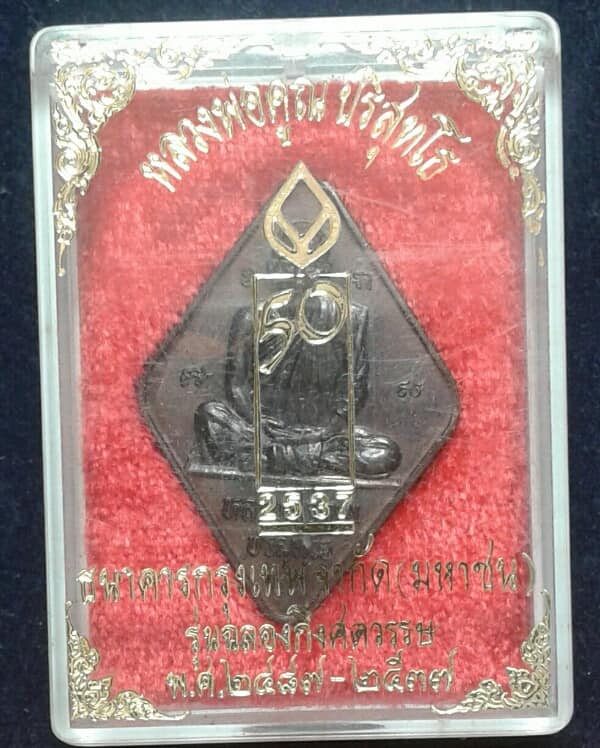 หลวงพ่อคูณ ปริสุทโธ
50
2537
ธนาคารกรุงเทพ จำกัด (มหาชน)
รุ่นฉลองกึ่งศตวรรษ
พ.ศ.๒๔๘๗-๒๕๓๗